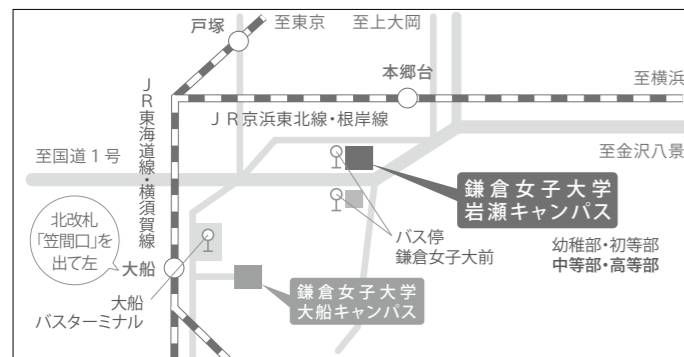 戸塚
至東京
至上大岡
本郷台
至横浜
JR東海道線・横須賀線
JR京浜東北線・根岸線
至国道1号
至金沢八景
鎌倉女子大学
岩瀬キャンパス
北改札
「笠間口」を
出て左
バス停
鎌倉女子大前
幼稚部・初等部
中等部・高等部
大船
大船
バスターミナル
鎌倉女子大学
大船キャンパス